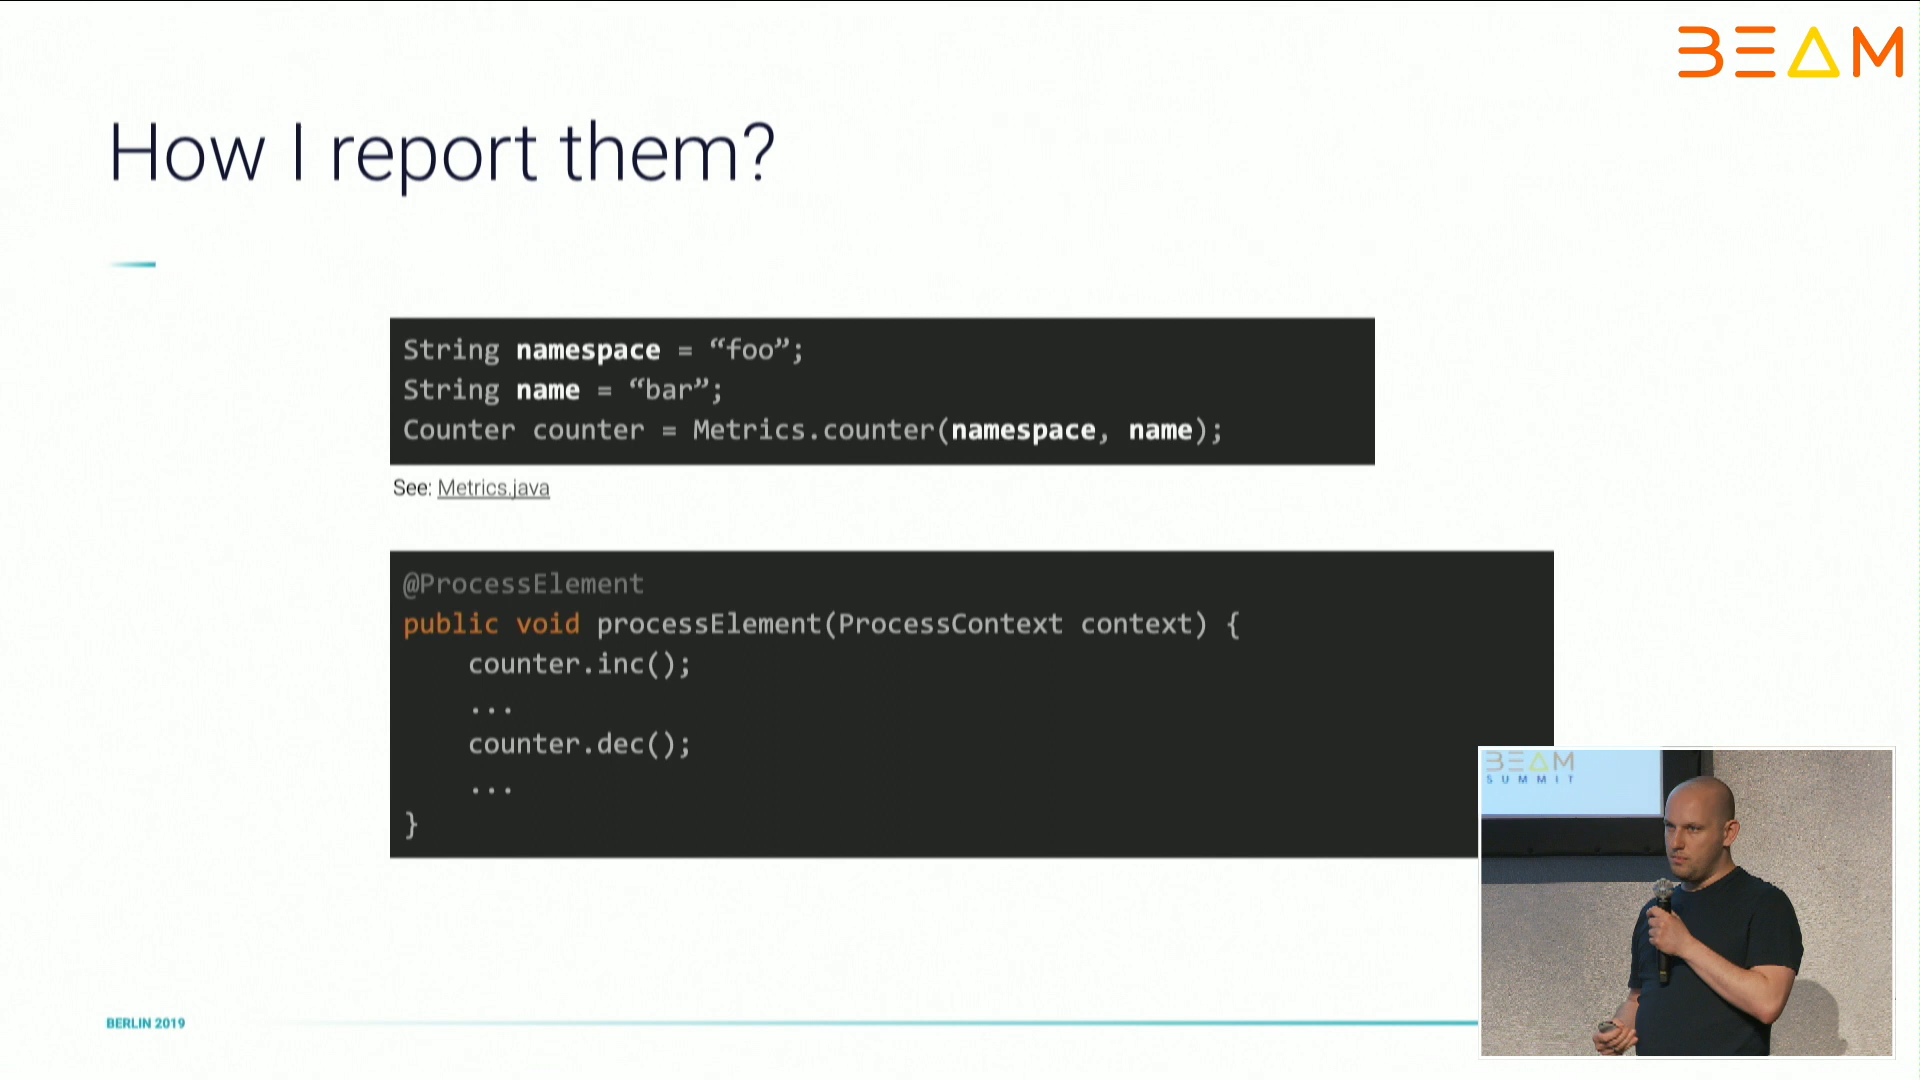 BEAM
How I report them?
String namespace = “foo”;
String name = “bar”;
Counter counter = Metrics.counter(namespace, name);
See: Metrics.java
@ProcessElement
public void processElement(ProcessContext context) {
counter.inc();
...
counter.dec();
...
}
BEAM
SUMMIT
BERLIN 2019